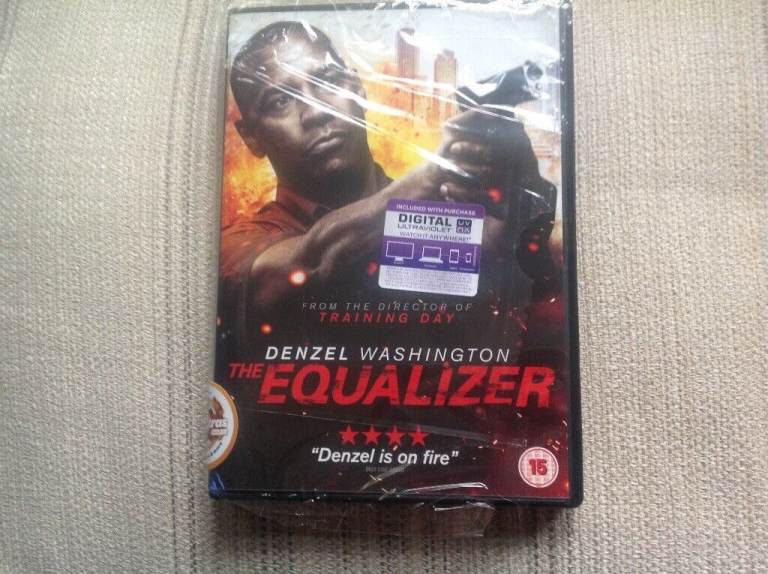 INCLUDED WITH PURCHASE
DIGITAL
ULTRAVIOLET
UV
WATCH IT ANYWHERE!*
FROM THE DIRECTOR OF
TRAINING DAY
DENZEL WASHINGTON
THE EQUALIZER
"Denzel is on fire"
15